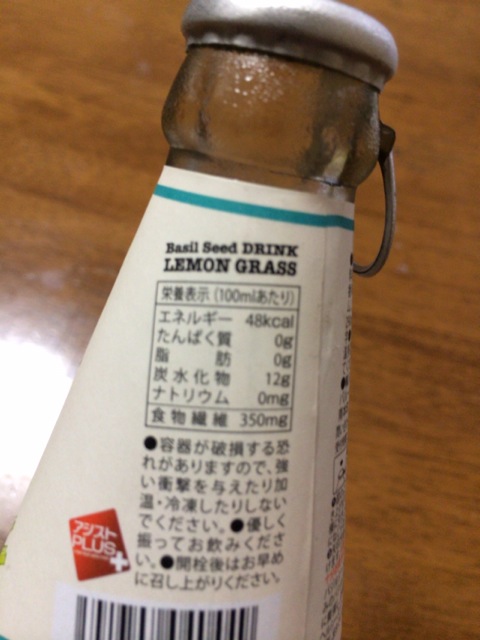 Basil Seed DRINK
LEMON GRASS
栄養表示(100mlあたり)
エネルギー 48kcal
たんぱく質 0g
脂肪 0g
炭水化物 12g
ナトリウム 0mg
食物繊維 350mg
●容器が破損する恐
れがありますので、強
い衝撃を与えたり加
温・冷凍したりしない
でください。●優しく
振ってお飲みくださ
い。●開栓後はお早め
に召し上がりください。
アシスト
PLUS+